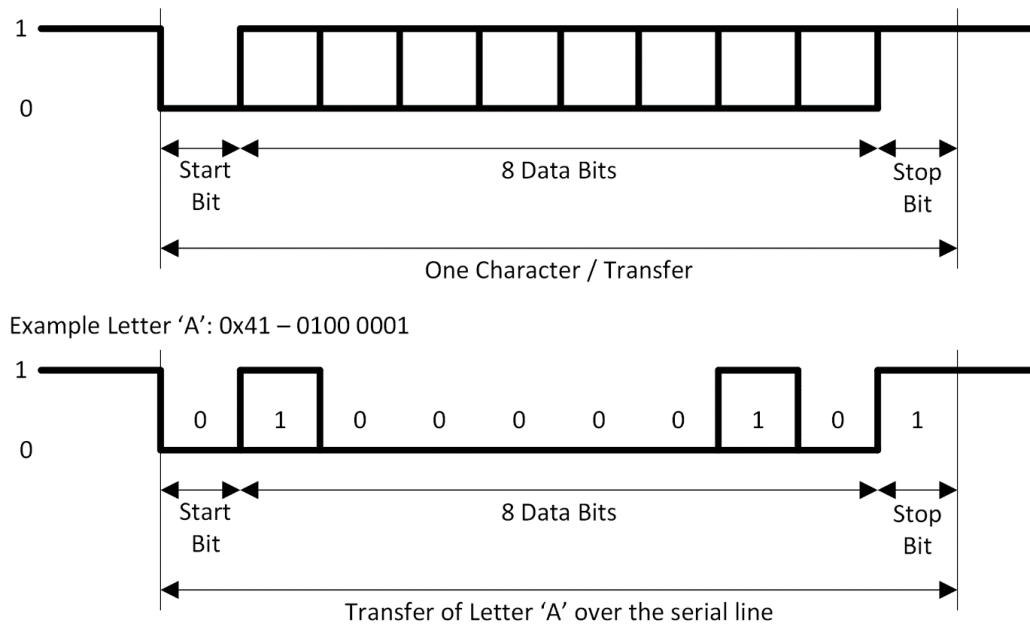 1
0
Start
Bit
8 Data Bits
Stop
Bit
One Character / Transfer
Example Letter ‘A’: 0x41 – 0100 0001
1
0 1 0 0 0 0 0 1 0 1
0
Start
Bit
8 Data Bits
Stop
Bit
Transfer of Letter ‘A’ over the serial line